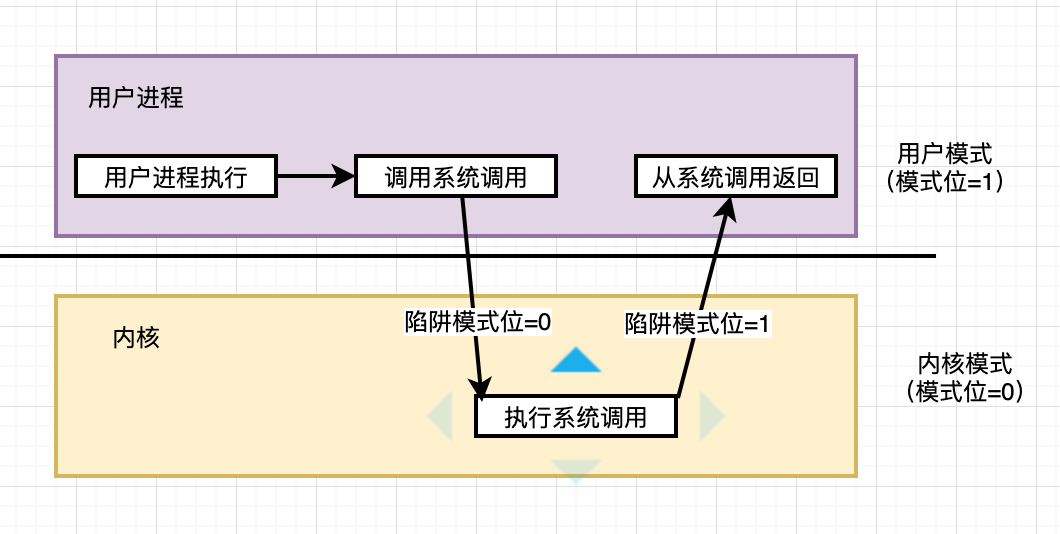 用户进程
用户进程执行
调用系统调用
从系统调用返回
用户模式
（模式位=1）
陷阱模式位=0
陷阱模式位=1
内核
执行系统调用
内核模式
（模式位=0）